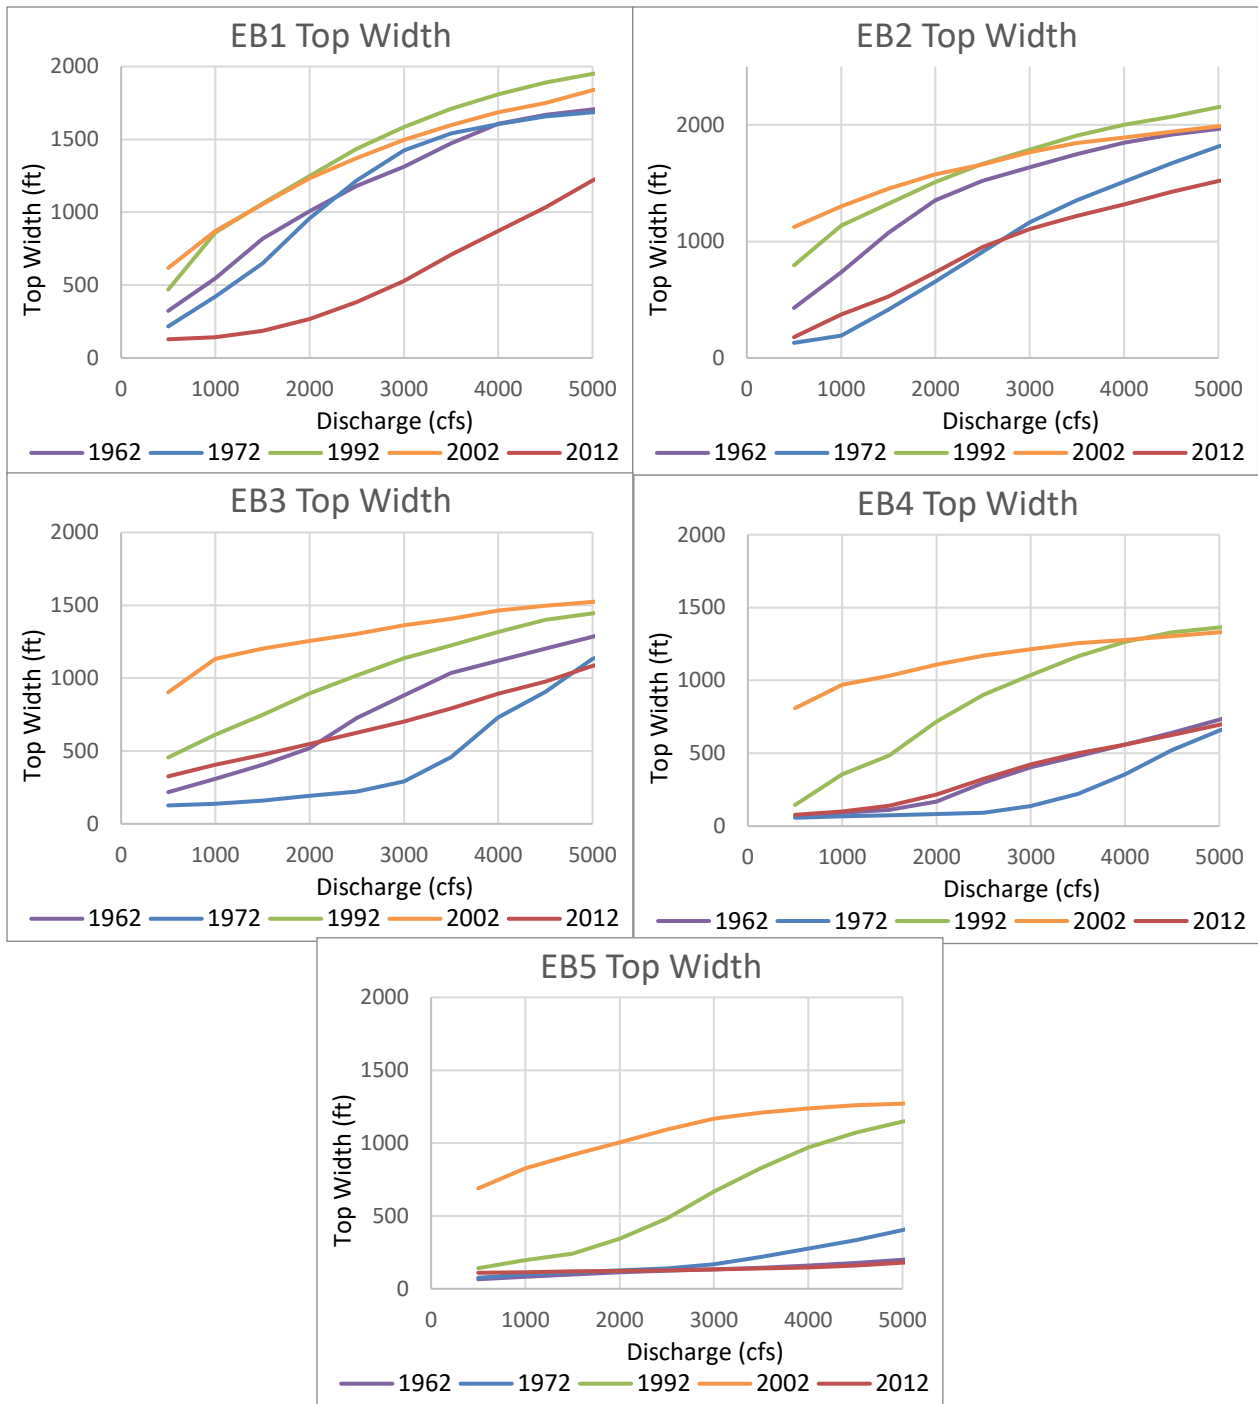 EB1 Top Width
2000
1500
1000
500
0
Top Width (ft)
0 1000 2000 3000 4000 5000
Discharge (cfs)
1962 1972 1992 2002 2012
EB2 Top Width
2000
1000
0
Top Width (ft)
0 1000 2000 3000 4000 5000
Discharge (cfs)
1962 1972 1992 2002 2012
EB3 Top Width
2000
1500
1000
500
0
Top Width (ft)
0 1000 2000 3000 4000 5000
Discharge (cfs)
1962 1972 1992 2002 2012
EB4 Top Width
2000
1500
1000
500
0
Top Width (ft)
0 1000 2000 3000 4000 5000
Discharge (cfs)
1962 1972 1992 2002 2012
EB5 Top Width
2000
1500
1000
500
0
Top Width (ft)
0 1000 2000 3000 4000 5000
Discharge (cfs)
1962 1972 1992 2002 2012